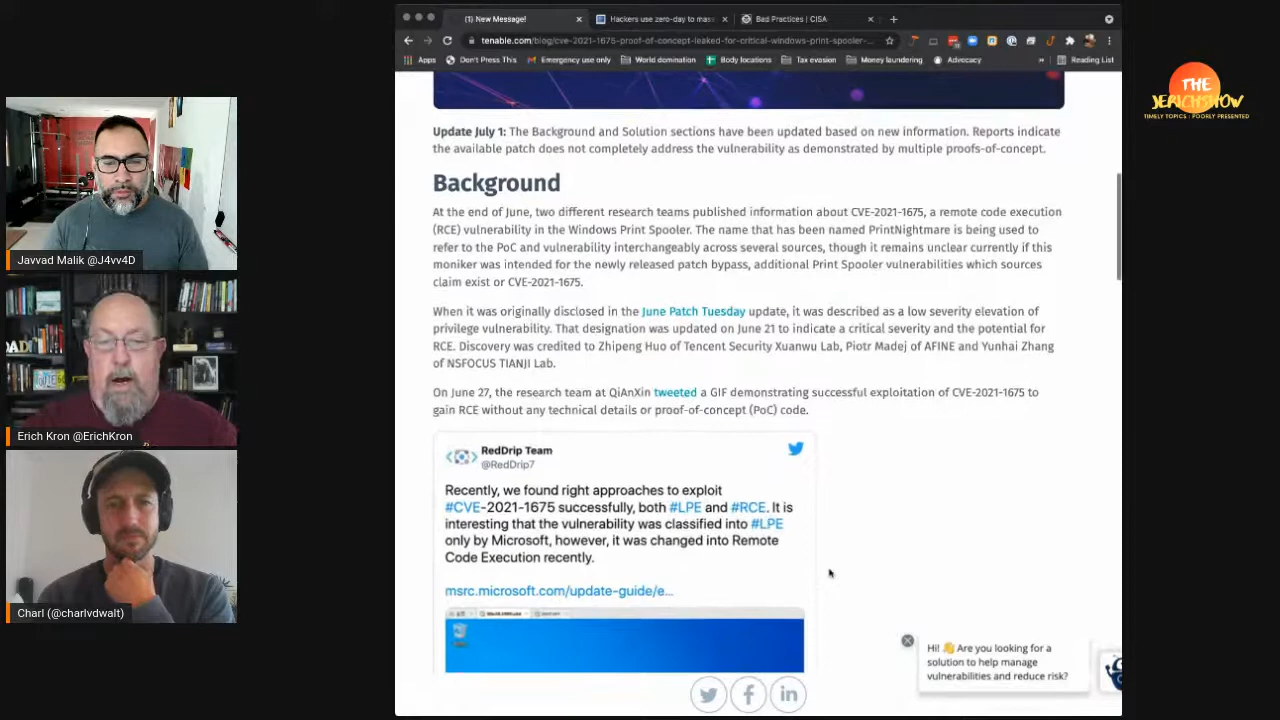 (1) New Message!
Hackers use zero-day to mas
Bad Practices | CISA
tenable.com/blog/cve-2021-1675-proof-of-concept-leaked-for-critical-windows-print-spooler-...
Apps
Don't Press This
Emergency use only
World domination
Body locations
Tax evasion
Money laundering
Advocacy
»
Reading List
THE
JERICHSHOW
TIMELY TOPICS : POORLY PRESENTED
Update July 1: The Background and Solution sections have been updated based on new information. Reports indicate
the available patch does not completely address the vulnerability as demonstrated by multiple proofs-of-concept.
Background
At the end of June, two different research teams published information about CVE-2021-1675, a remote code execution
(RCE) vulnerability in the Windows Print Spooler. The name that has been named PrintNightmare is being used to
refer to the PoC and vulnerability interchangeably across several sources, though it remains unclear currently if this
moniker was intended for the newly released patch bypass, additional Print Spooler vulnerabilities which sources
claim exist or CVE-2021-1675.
When it was originally disclosed in the June Patch Tuesday update, it was described as a low severity elevation of
privilege vulnerability. That designation was updated on June 21 to indicate a critical severity and the potential for
RCE. Discovery was credited to Zhipeng Huo of Tencent Security Xuanwu Lab, Piotr Madej of AFINE and Yunhai Zhang
of NSFOCUS TIANJI Lab.
On June 27, the research team at QiAnXin tweeted a GIF demonstrating successful exploitation of CVE-2021-1675 to
gain RCE without any technical details or proof-of-concept (PoC) code.
RedDrip Team
@RedDrip7
Recently, we found right approaches to exploit
#CVE-2021-1675 successfully, both #LPE and #RCE. It is
interesting that the vulnerability was classified into #LPE
only by Microsoft, however, it was changed into Remote
Code Execution recently.
msrc.microsoft.com/update-guide/e...
Hi! 👋 Are you looking for a
solution to help manage
vulnerabilities and reduce risk?
Javvad Malik @J4vv4D
Erich Kron @ErichKron
Charl (@charlvdwalt)